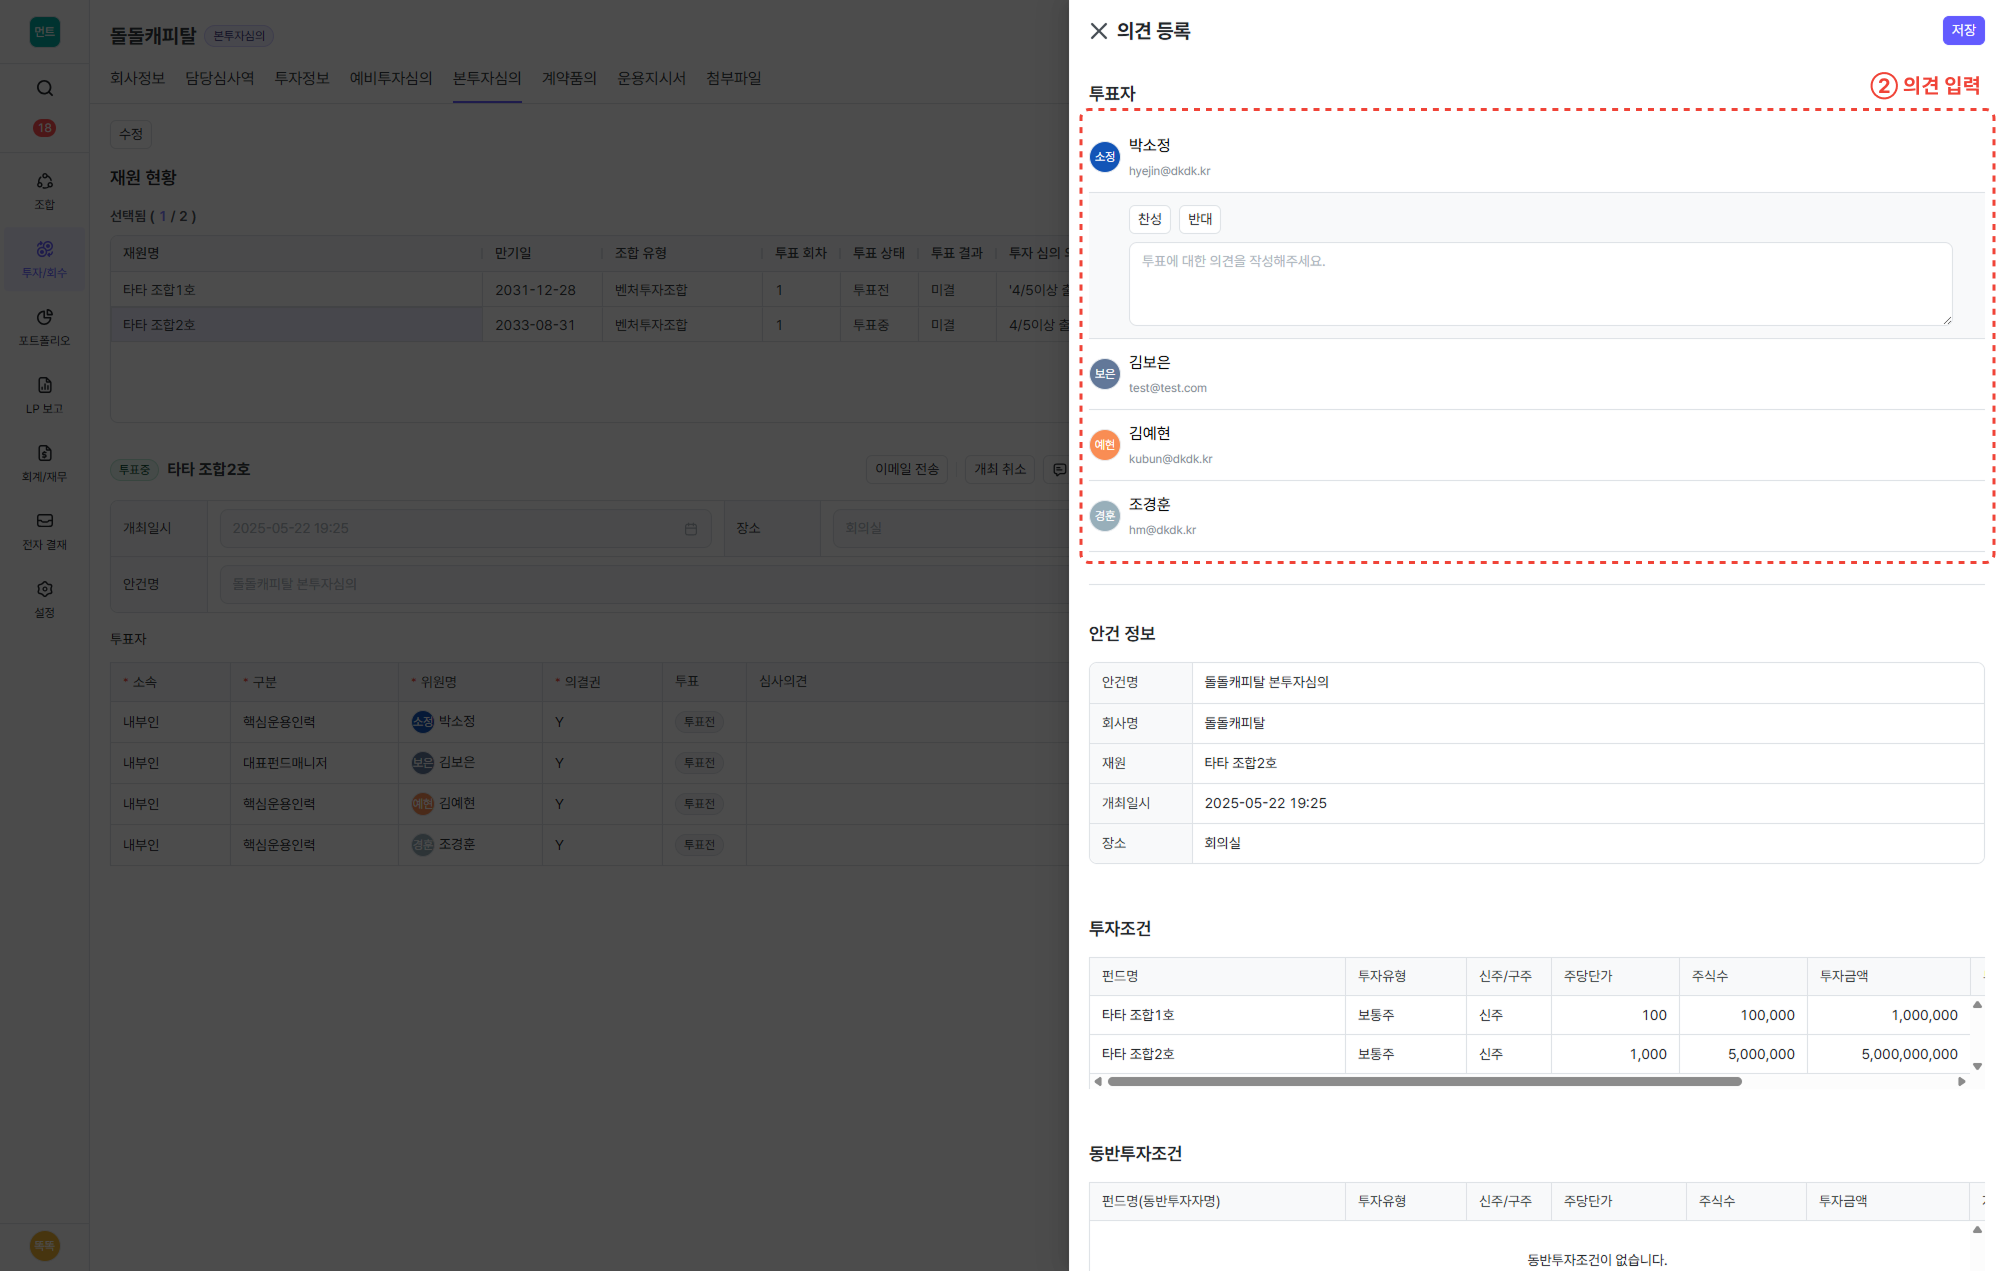 먼트
18
조합
투자/회수
포트폴리오
LP 보고
회계/재무
전자 결재
설정
똑똑
돌돌캐피탈 본투자심의
회사정보 담당심사역 투자정보 예비투자심의 본투자심의 계약품의 운용지시서 첨부파일
수정
재원 현황
선택됨 ( 1 / 2 )
재원명 만기일 조합 유형 투표 회차 투표 상태 투표 결과 투자 심의
타타 조합1호 2031-12-28 벤처투자조합 1 투표전 미결 '4/5이상 출
타타 조합2호 2033-08-31 벤처투자조합 1 투표중 미결 4/5이상 출
투표중 타타 조합2호 이메일 전송 개최 취소
개최일시 2025-05-22 19:25 장소 회의실
안건명 돌돌캐피탈 본투자심의
투표자
* 소속 * 구분 * 위원명 * 의결권 투표 심사의견
내부인 핵심운용인력 소정 박소정 Y 투표전
내부인 대표펀드매니저 보은 김보은 Y 투표전
내부인 핵심운용인력 예현 김예현 Y 투표전
내부인 핵심운용인력 경훈 조경훈 Y 투표전
의견 등록 저장
② 의견 입력
투표자
소정 박소정
hyejin@dkdk.kr
찬성 반대
투표에 대한 의견을 작성해주세요.
보은 김보은
test@test.com
예현 김예현
kubun@dkdk.kr
경훈 조경훈
hm@dkdk.kr
안건 정보
안건명 돌돌캐피탈 본투자심의
회사명 돌돌캐피탈
재원 타타 조합2호
개최일시 2025-05-22 19:25
장소 회의실
투자조건
펀드명 투자유형 신주/구주 주당단가 주식수 투자금액
타타 조합1호 보통주 신주 100 100,000 1,000,000
타타 조합2호 보통주 신주 1,000 5,000,000 5,000,000,000
동반투자조건
펀드명(동반투자자명) 투자유형 신주/구주 주당단가 주식수 투자금액
동반투자조건이 없습니다.